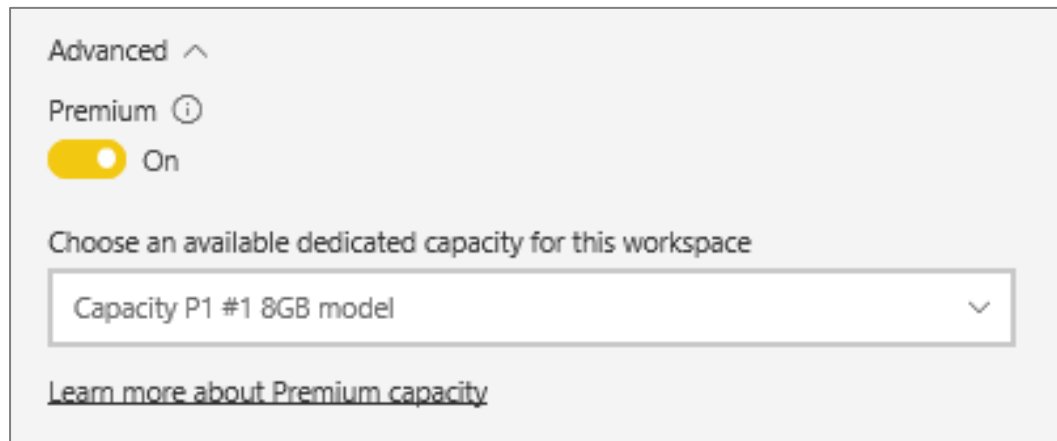 Advanced
Premium
On
Choose an available dedicated capacity for this workspace
Capacity P1 #1 8GB model
Learn more about Premium capacity